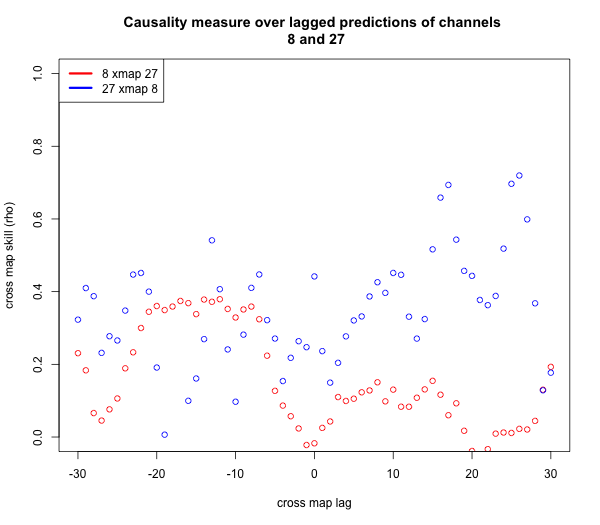 Causality measure over lagged predictions of channels
8 and 27
8 xmap 27
27 xmap 8
1.0
0.8
0.6
0.4
0.2
0.0
cross map skill (rho)
-30 -20 -10 0 10 20 30
cross map lag